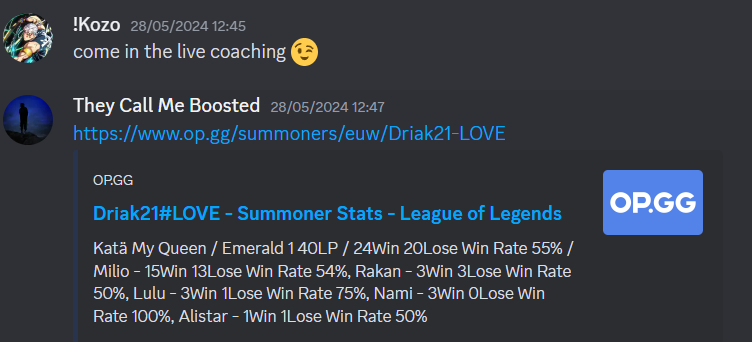 !Kozo 28/05/2024 12:45
come in the live coaching
They Call Me Boosted 28/05/2024 12:47
https://www.op.gg/summoners/euw/Driak21-LOVE
OP.GG
OP.GG
Driak21#LOVE - Summoner Stats - League of Legends
Katä My Queen / Emerald 1 40LP / 24Win 20Lose Win Rate 55% /
Milio - 15Win 13Lose Win Rate 54%, Rakan - 3Win 3Lose Win Rate
50%, Lulu - 3Win 1Lose Win Rate 75%, Nami - 3Win 0Lose Win
Rate 100%, Alistar - 1Win 1Lose Win Rate 50%